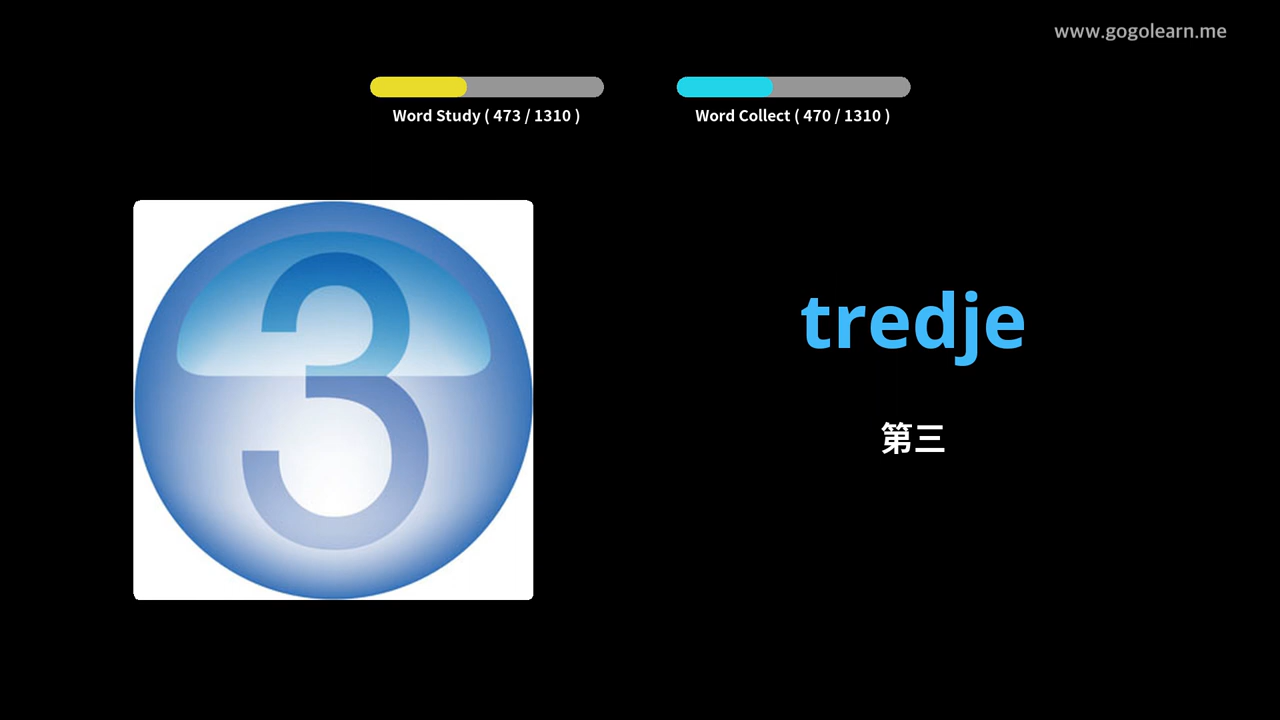 www.gogolearn.me
Word Study ( 473 / 1310 )
Word Collect ( 470 / 1310 )
3
tredje
第三